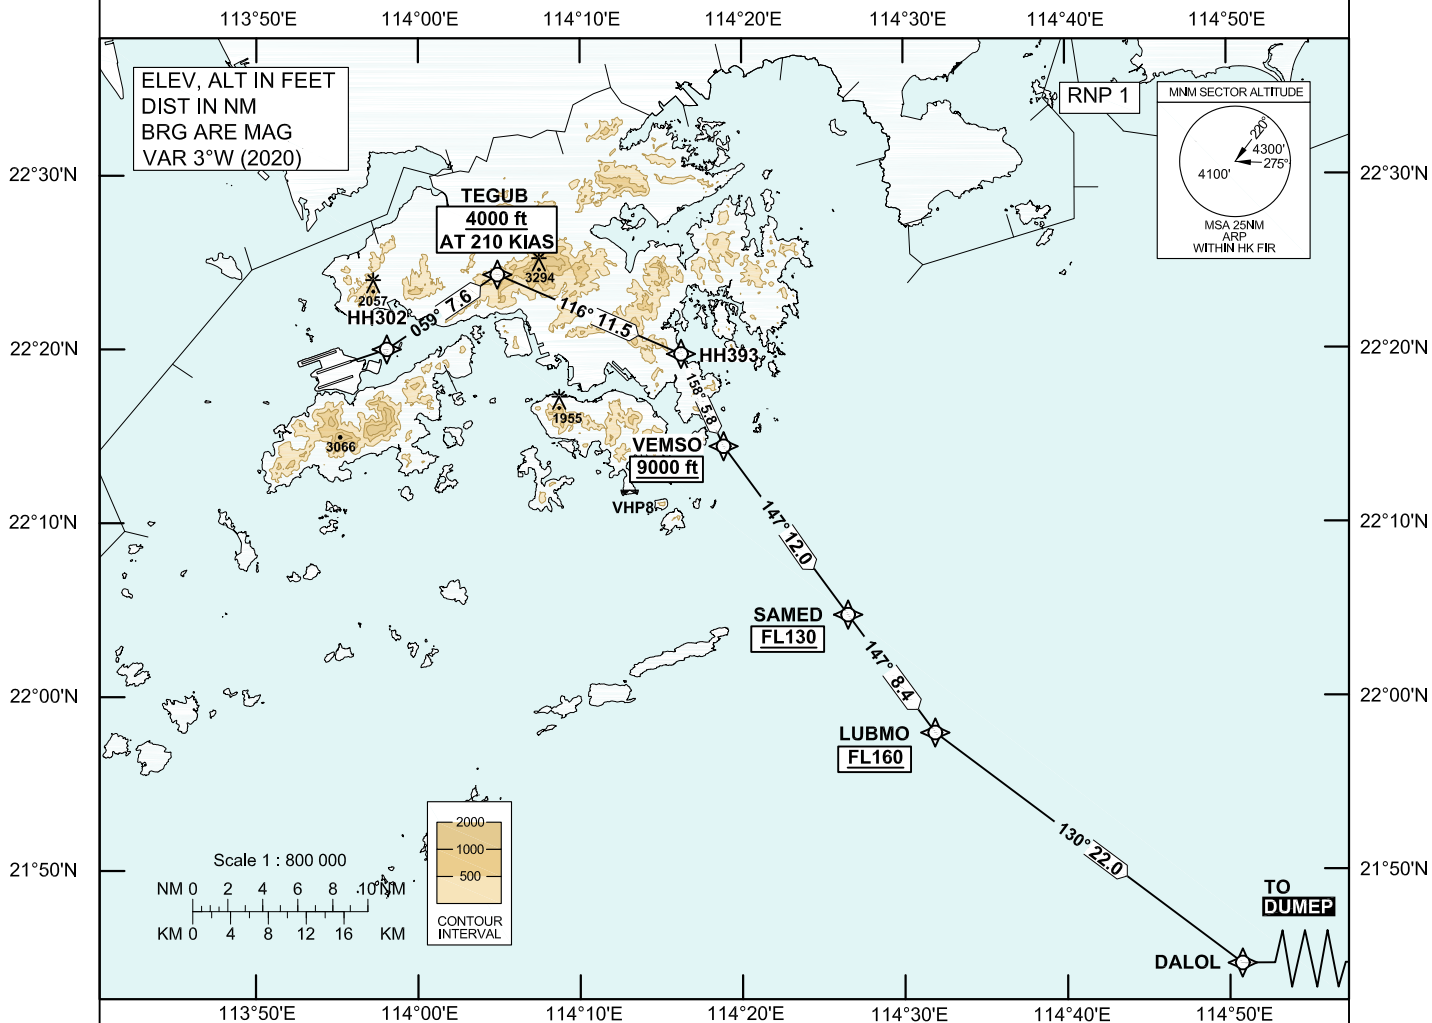 113°50'E
114°00'E
114°10'E
114°20'E
114°30'E
114°40'E
114°50'E
ELEV, ALT IN FEET
DIST IN NM
BRG ARE MAG
VAR 3°W (2020)
RNP 1
MNM SECTOR ALTITUDE
220°
4300'
275°
4100'
MSA 25NM
ARP
WITHIN HK FIR
22°30'N
22°30'N
TEGUB
4000 ft
AT 210 KIAS
3294
2057
HH302
059° 7.6
116° 11.5
22°20'N
22°20'N
HH393
158° 5.8
1955
3066
VEMSO
9000 ft
VHP8
22°10'N
22°10'N
147° 12.0
SAMED
FL130
147° 8.4
22°00'N
22°00'N
LUBMO
FL160
130° 22.0
2000
1000
500
CONTOUR
INTERVAL
21°50'N
21°50'N
Scale 1 : 800 000
NM 0 2 4 6 8 10 NM
KM 0 4 8 12 16 KM
TO
DUMEP
DALOL
113°50'E
114°00'E
114°10'E
114°20'E
114°30'E
114°40'E
114°50'E